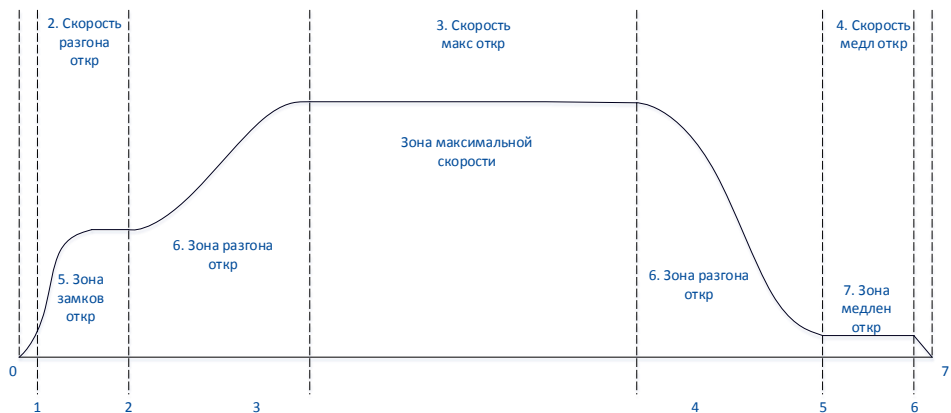 2. Скорость
разгона
откр
3. Скорость
макс откр
4. Скорость
медл откр
Зона максимальной
скорости
6. Зона разгона
откр
5. Зона
замков
откр
6. Зона разгона
откр
7. Зона
медлен
откр
0
7
1
2
3
4
5
6